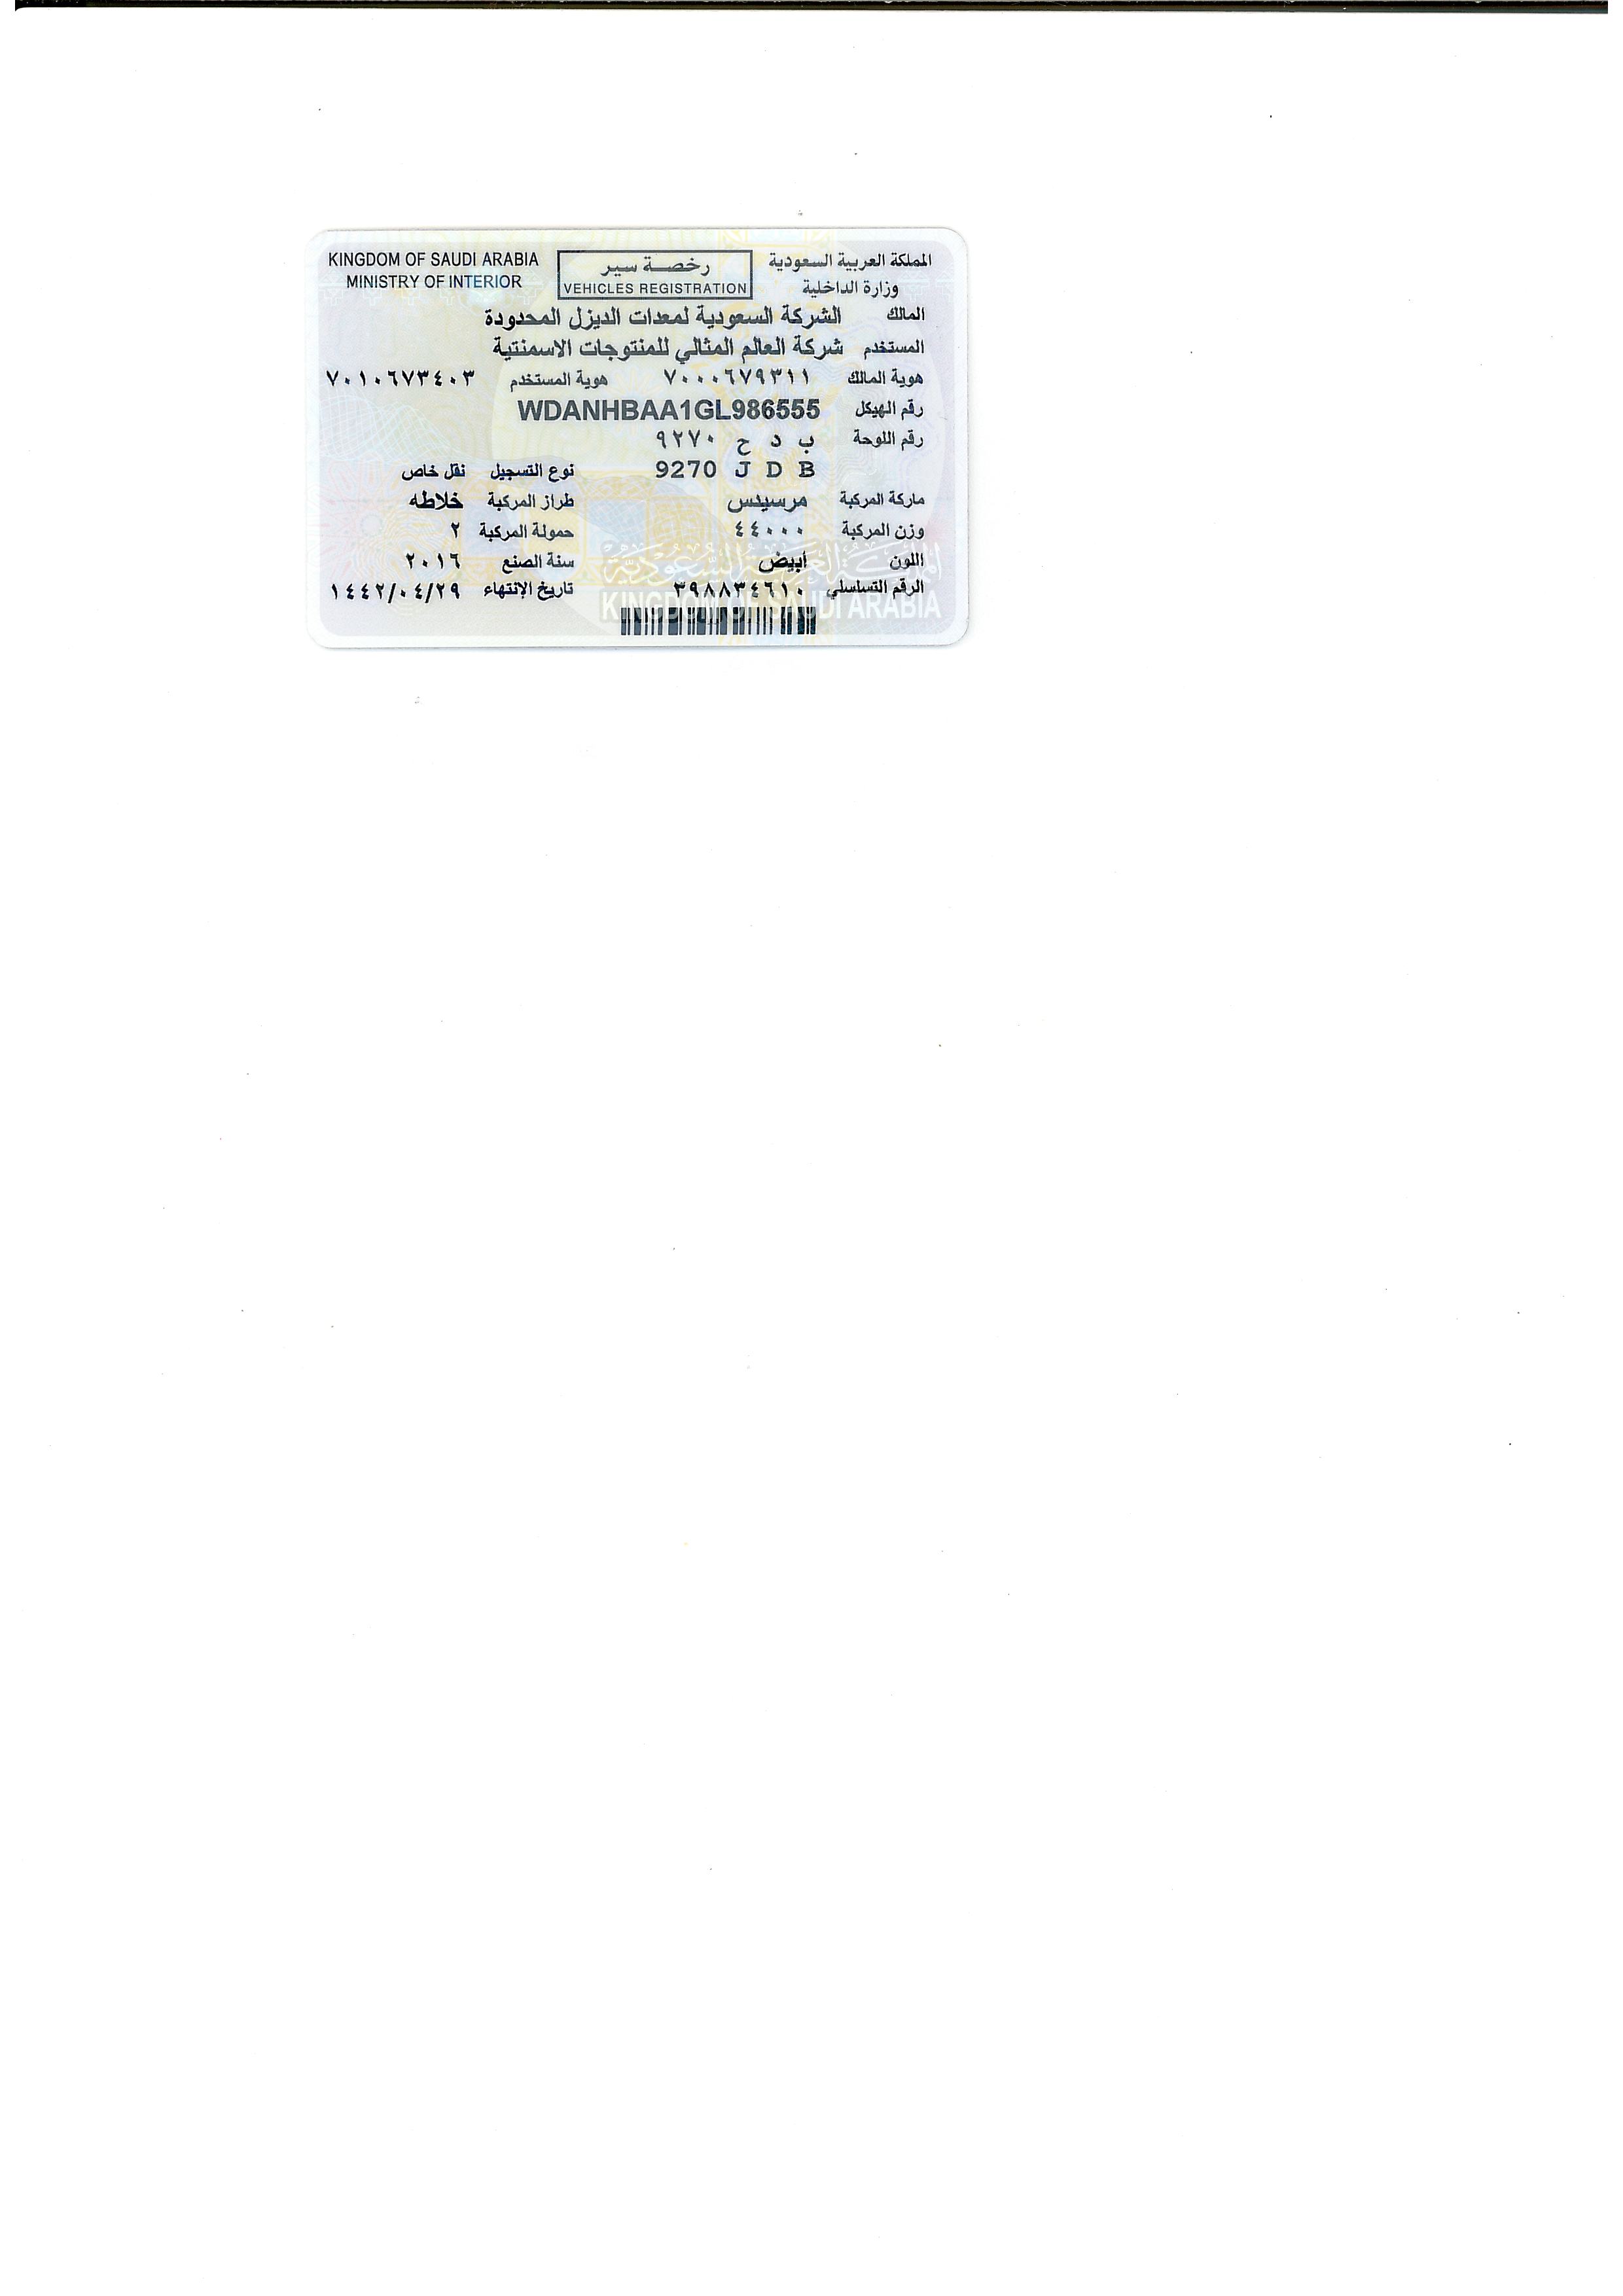 المملكة العربية السعودية
وزارة الداخلية
رخصة سير
VEHICLES REGISTRATION
KINGDOM OF SAUDI ARABIA
MINISTRY OF INTERIOR
المالك الشركة السعودية لمعدات الديزل المحدودة
المستخدم شركة العالم المثالي للمنتوجات الاسمنتية
هوية المالك ٧٠٠٠٦٧٩٣١١ هوية المستخدم ٧٠١٠٦٧٣٤٠٣
رقم الهيكل WDANHBAA1GL986555
رقم اللوحة ب د ح ٩٢٧٠
9270 J D B نوع التسجيل نقل خاص
ماركة المركبة مرسيدس طراز المركبة خلاطه
وزن المركبة ٤٤٠٠٠ حمولة المركبة ٢
اللون ابيض سنة الصنع ٢٠١٦
الرقم التسلسلي ٣٩٨٨٣٤٦١٠ تاريخ الإنتهاء ١٤٤٢/٠٤/٢٩
المملكة العربية السعودية
KINGDOM OF SAUDI ARABIA